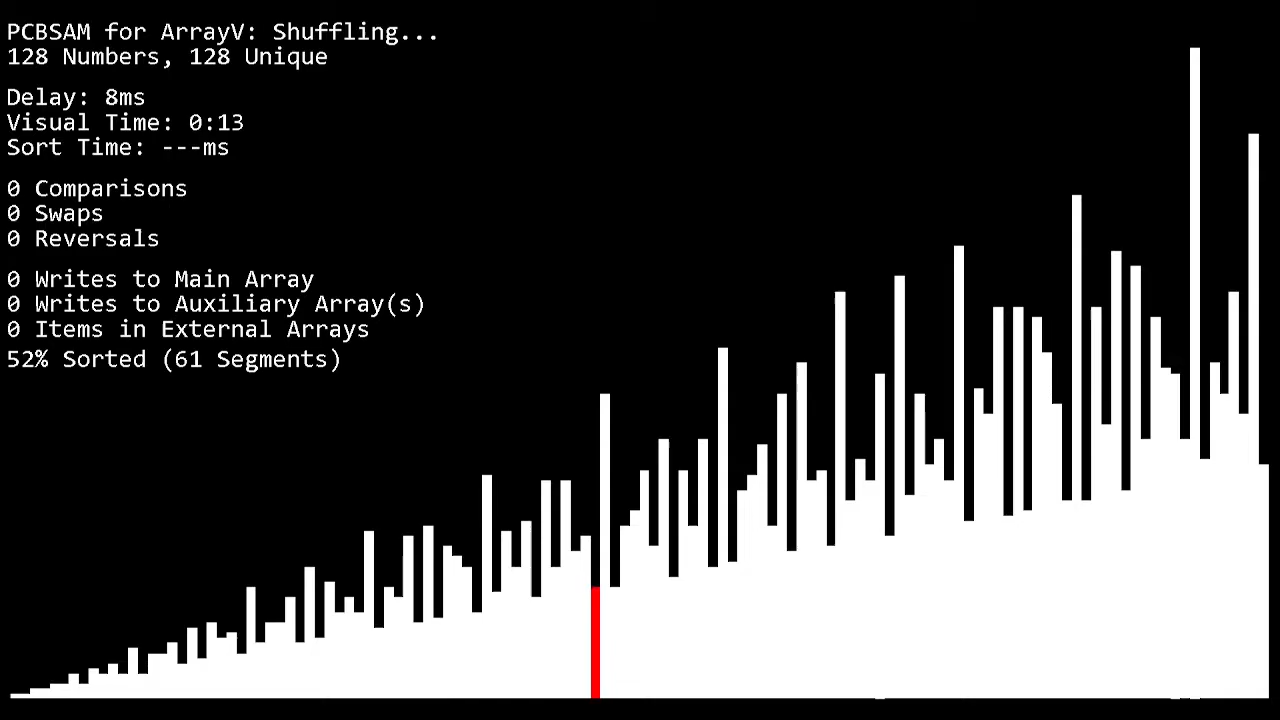 PCBSAM for ArrayV: Shuffling...
128 Numbers, 128 Unique
Delay: 8ms
Visual Time: 0:13
Sort Time: ---ms
0 Comparisons
0 Swaps
0 Reversals
0 Writes to Main Array
0 Writes to Auxiliary Array(s)
0 Items in External Arrays
52% Sorted (61 Segments)